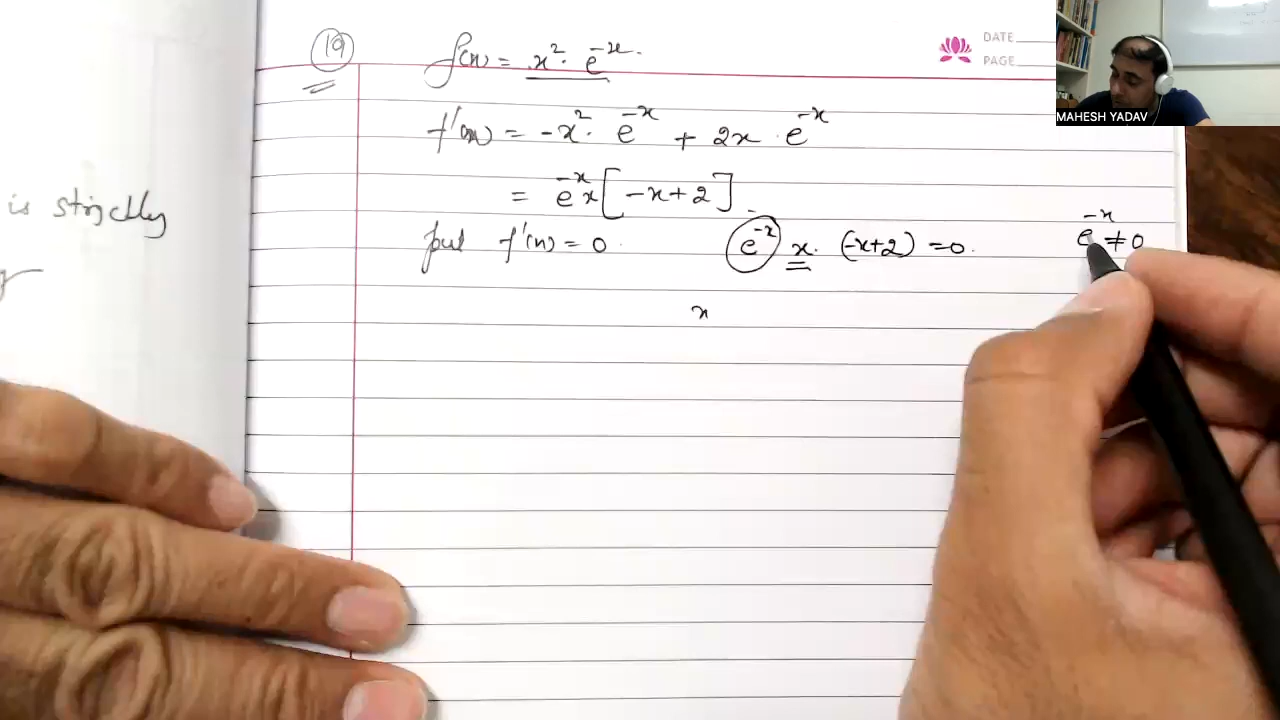 19 f(x) = x². e^-x.
DATE
PAGE
MAHESH YADAV
f'(x) = -x². e^-x + 2x . e^-x
= e^-x x [ -x+2 ].
is strictly
put f'(x) = 0. e^-x x. (-x+2) = 0. e^-x ≠ 0
x